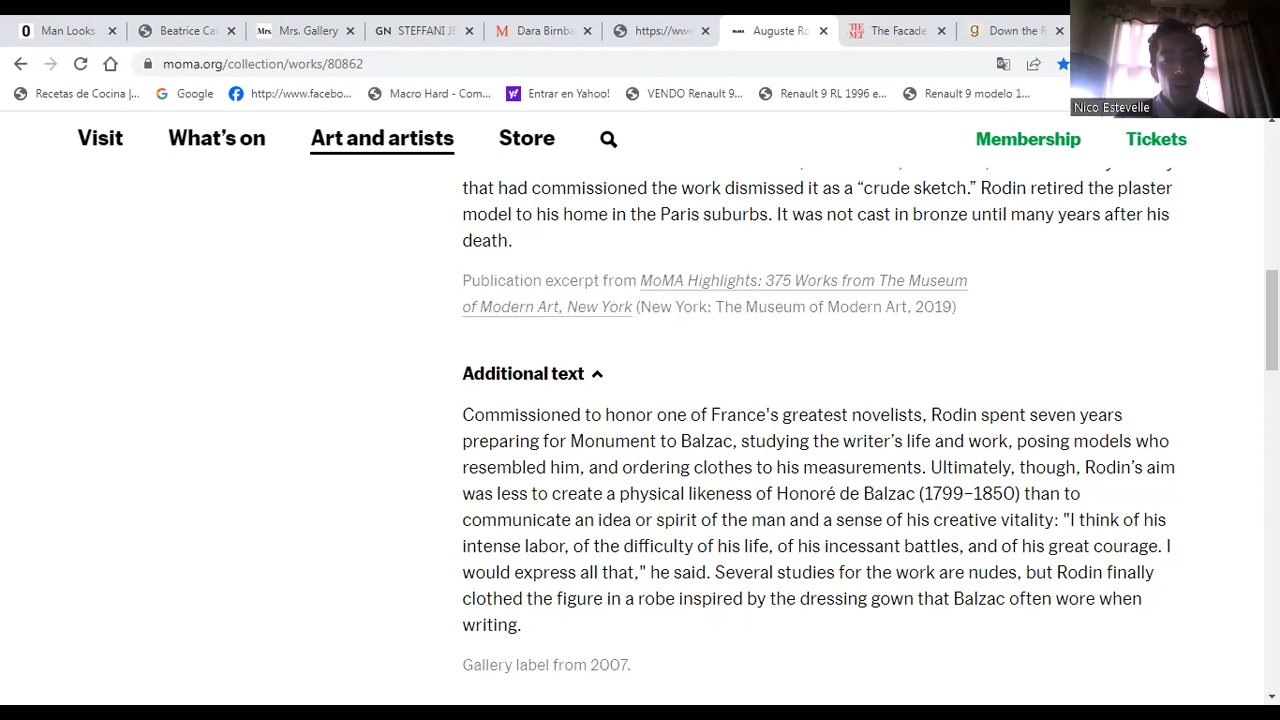 Man Looks
Beatrice Ca
Mrs. Mrs. Gallery
GN STEFFANI JE
M Dara Birnba
https://ww
MoMA Auguste Ro
THE MET The Facade
Down the R
moma.org/collection/works/80862
Recetas de Cocina |...
Google
http://www.facebo...
Macro Hard - Com...
Entrar en Yahoo!
VENDO Renault 9...
Renault 9 RL 1996 e...
Renault 9 modelo 1...
Nico Estevelle
Visit What's on Art and artists Store Membership Tickets
that had commissioned the work dismissed it as a “crude sketch.” Rodin retired the plaster
model to his home in the Paris suburbs. It was not cast in bronze until many years after his
death.
Publication excerpt from MoMA Highlights: 375 Works from The Museum
of Modern Art, New York (New York: The Museum of Modern Art, 2019)
Additional text
Commissioned to honor one of France's greatest novelists, Rodin spent seven years
preparing for Monument to Balzac, studying the writer’s life and work, posing models who
resembled him, and ordering clothes to his measurements. Ultimately, though, Rodin’s aim
was less to create a physical likeness of Honoré de Balzac (1799–1850) than to
communicate an idea or spirit of the man and a sense of his creative vitality: "I think of his
intense labor, of the difficulty of his life, of his incessant battles, and of his great courage. I
would express all that," he said. Several studies for the work are nudes, but Rodin finally
clothed the figure in a robe inspired by the dressing gown that Balzac often wore when
writing.
Gallery label from 2007.